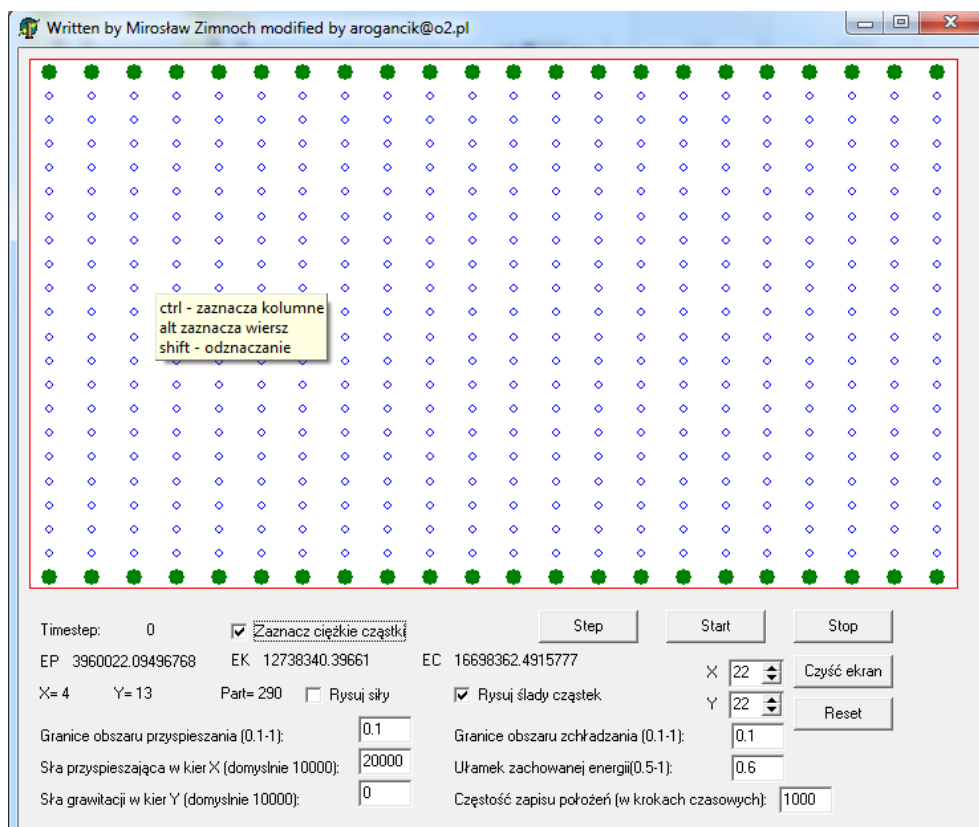 Written by Mirosław Zimnoch modified by arogancik@o2.pl
ctrl - zaznacza kolumne
alt zaznacza wiersz
shift - odznaczanie
Timestep: 0 Zaznacz ciężkie cząstki Step Start Stop
EP 3960022.09496768 EK 12738340.39661 EC 16698362.4915777 X 22 Czyść ekran
X= 4 Y= 13 Part= 290 Rysuj siły Rysuj ślady cząstek Y 22 Reset
Granice obszaru przyspieszania (0.1-1): 0.1 Granice obszaru zchładzania (0.1-1): 0.1
Sła przyspieszająca w kier X (domyslnie 10000): 20000 Ułamek zachowanej energii(0.5-1): 0.6
Sła grawitacji w kier Y (domyslnie 10000): 0 Częstość zapisu położeń (w krokach czasowych): 1000